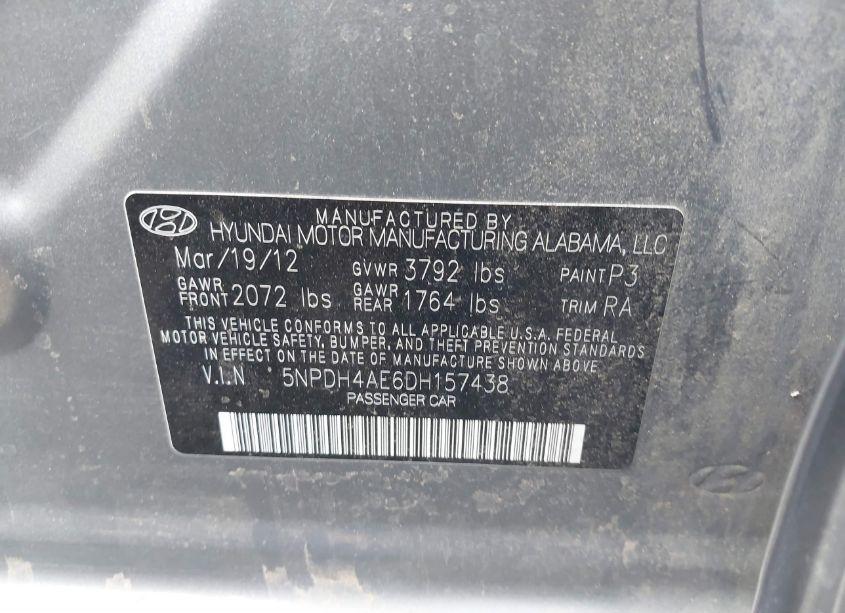 MANUFACTURED BY
HYUNDAI MOTOR MANUFACTURING ALABAMA, LLC
Mar/19/12 GVWR 3792 lbs PAINT P3
GAWR FRONT 2072 lbs GAWR REAR 1764 lbs TRIM RA
THIS VEHICLE CONFORMS TO ALL APPLICABLE U.S.A. FEDERAL
MOTOR VEHICLE SAFETY, BUMPER, AND THEFT PREVENTION STANDARDS
IN EFFECT ON THE DATE OF MANUFACTURE SHOWN ABOVE.
V.I.N 5NPDH4AE6DH157438
PASSENGER CAR